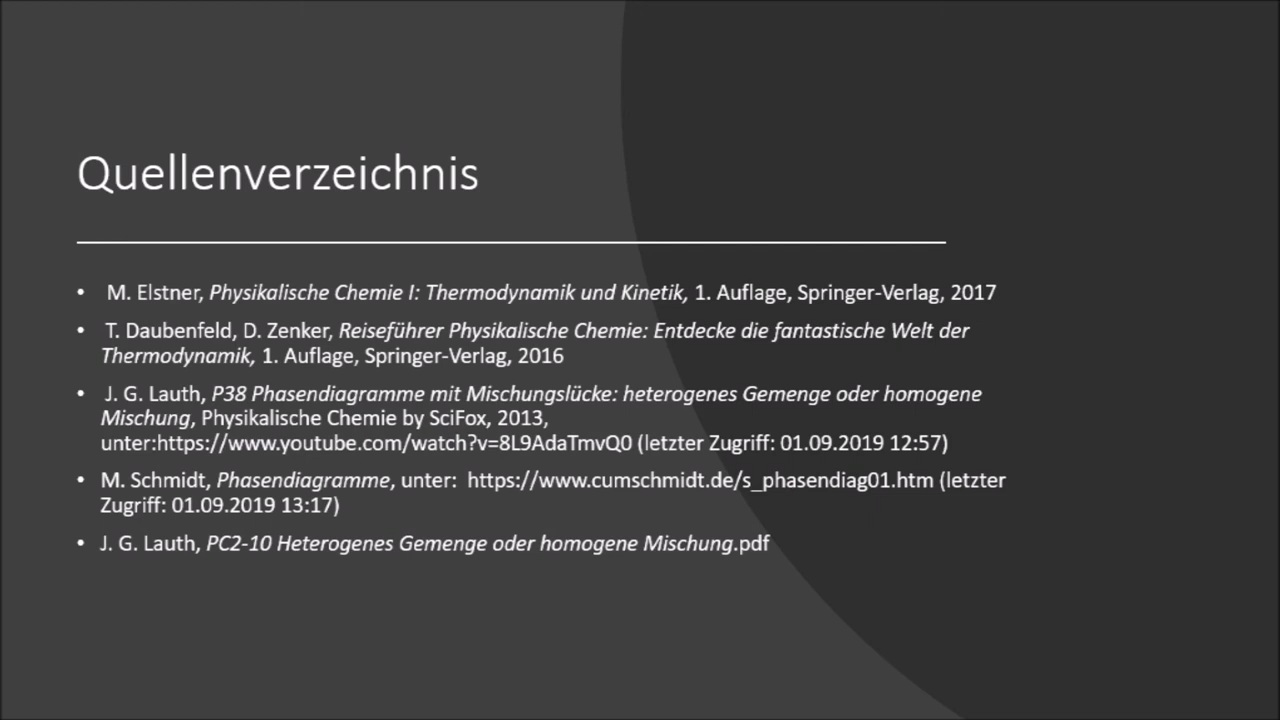 Quellenverzeichnis
• M. Elstner, Physikalische Chemie I: Thermodynamik und Kinetik, 1. Auflage, Springer-Verlag, 2017
• T. Daubenfeld, D. Zenker, Reiseführer Physikalische Chemie: Entdecke die fantastische Welt der
Thermodynamik, 1. Auflage, Springer-Verlag, 2016
• J. G. Lauth, P38 Phasendiagramme mit Mischungslücke: heterogenes Gemenge oder homogene
Mischung, Physikalische Chemie by SciFox, 2013,
unter:https://www.youtube.com/watch?v=8L9AdaTmvQ0 (letzter Zugriff: 01.09.2019 12:57)
• M. Schmidt, Phasendiagramme, unter: https://www.cumschmidt.de/s_phasendiag01.htm (letzter
Zugriff: 01.09.2019 13:17)
• J. G. Lauth, PC2-10 Heterogenes Gemenge oder homogene Mischung.pdf